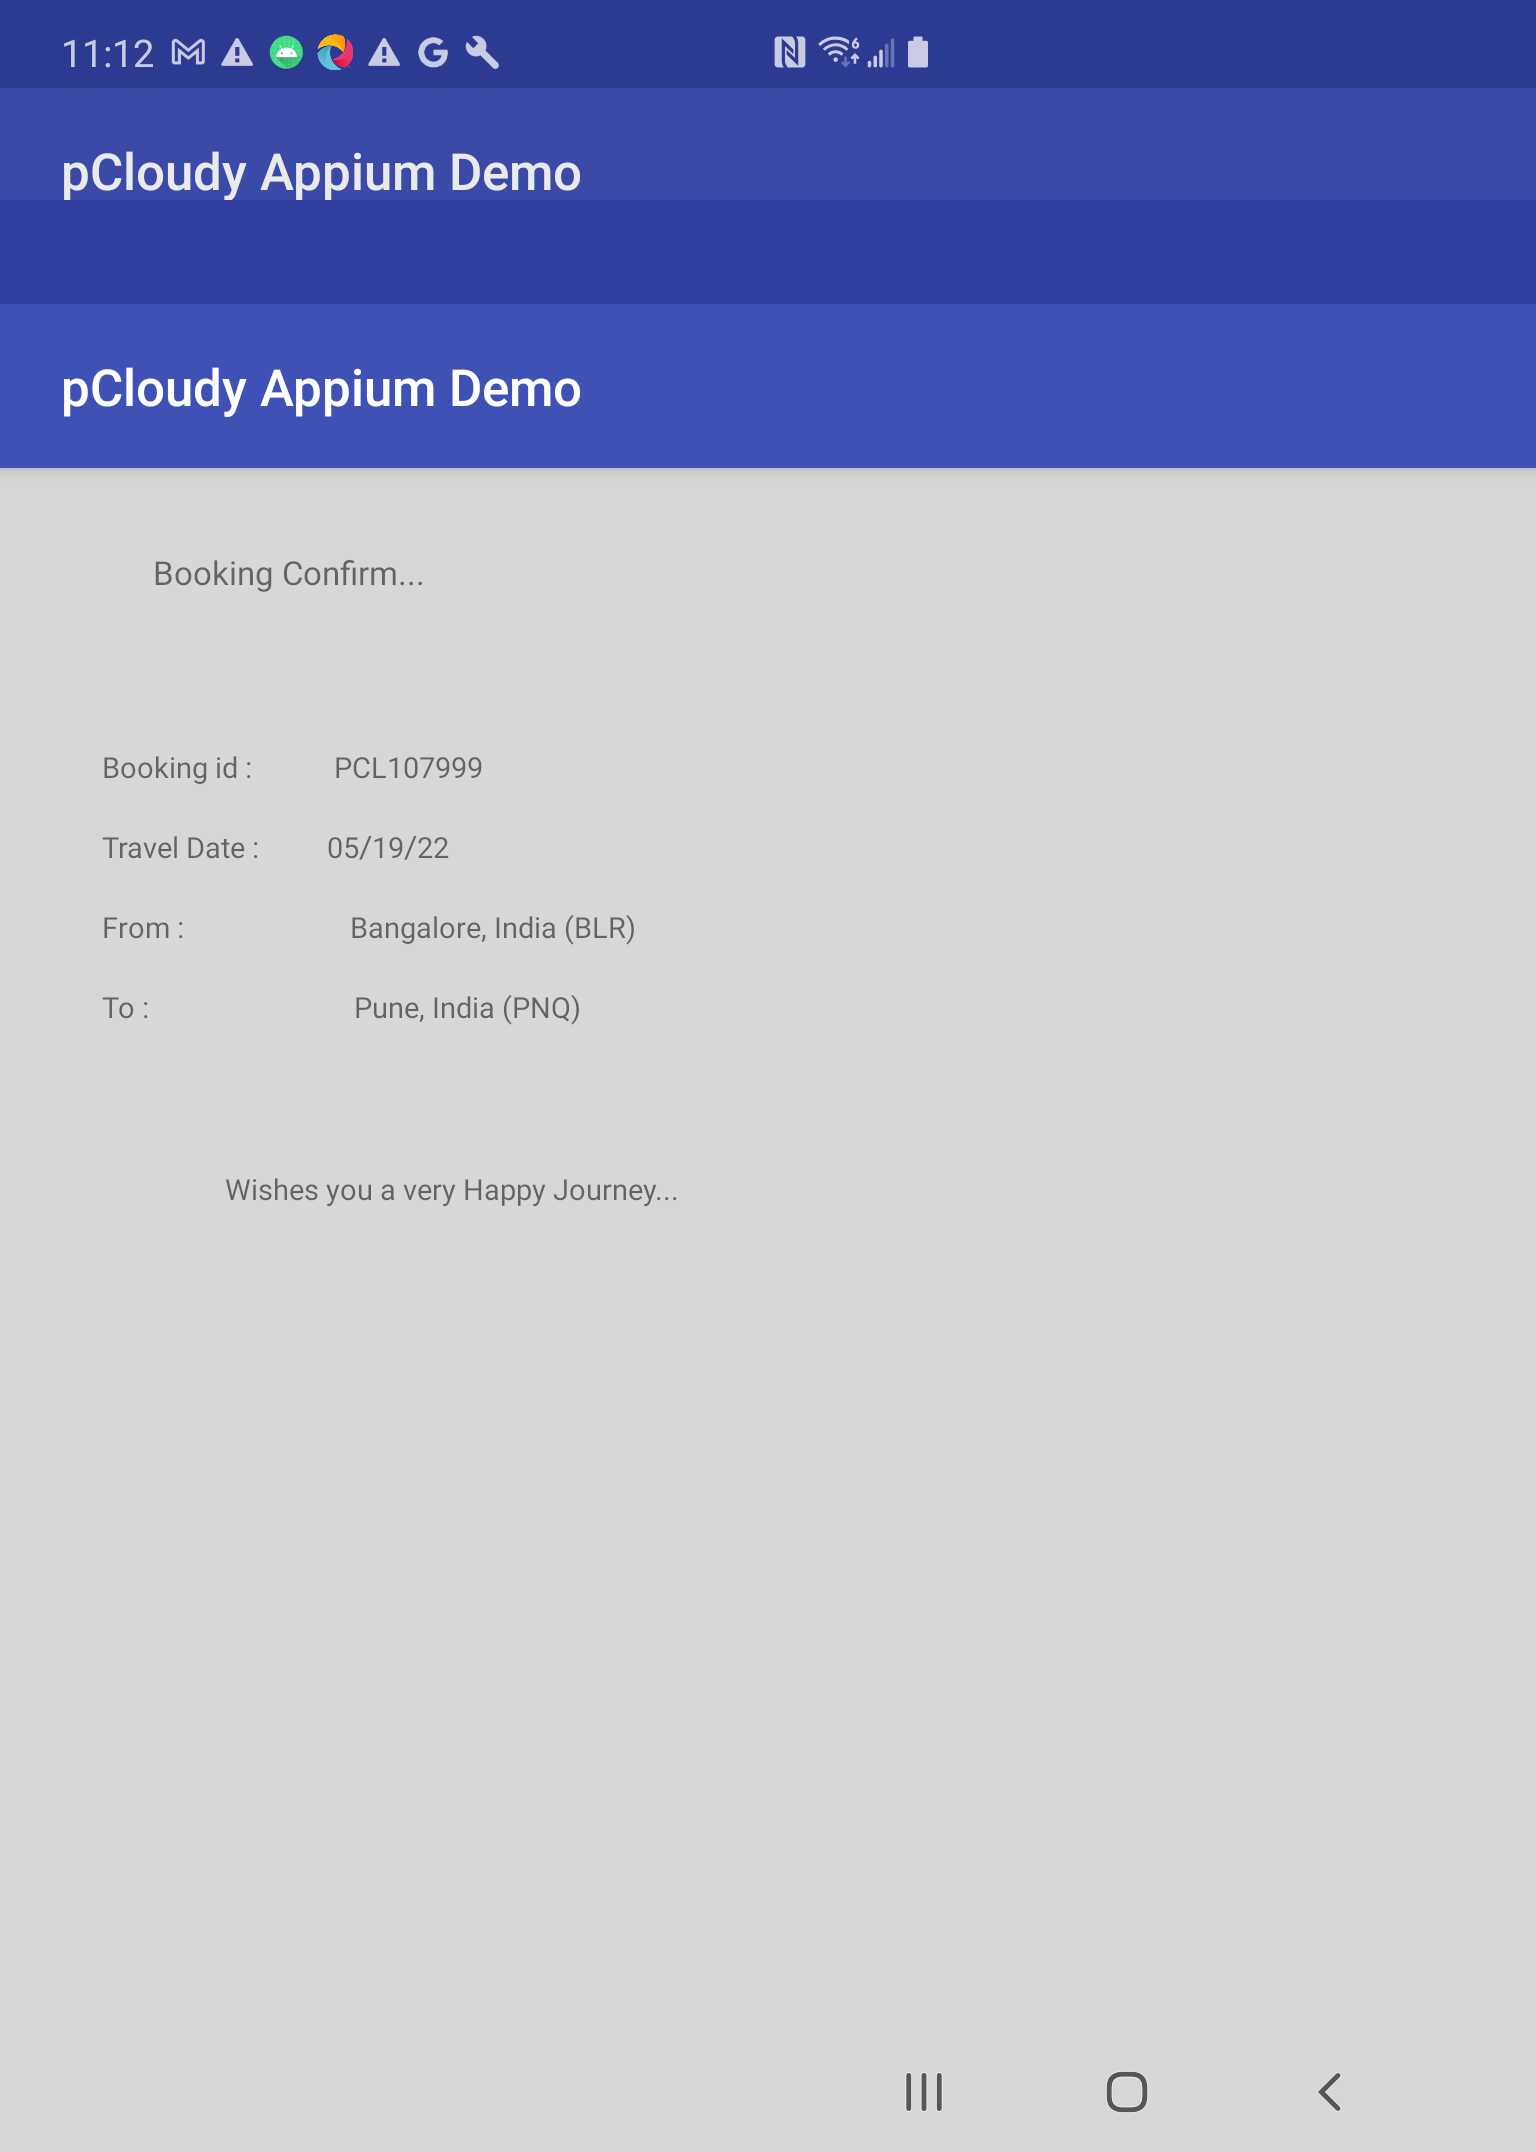 11:12
pCloudy Appium Demo
pCloudy Appium Demo
Booking Confirm...
Booking id : PCL107999
Travel Date : 05/19/22
From : Bangalore, India (BLR)
To : Pune, India (PNQ)
Wishes you a very Happy Journey...